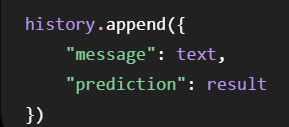 history.append({
    "message": text,
    "prediction": result
})